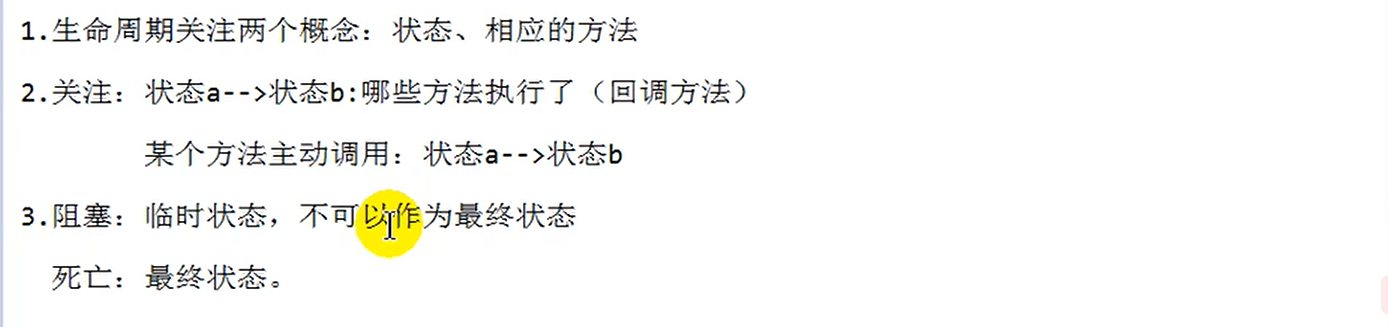 1.生命周期关注两个概念：状态、相应的方法
2.关注：状态a-->状态b:哪些方法执行了（回调方法）
某个方法主动调用：状态a-->状态b
3.阻塞：临时状态，不可以作为最终状态
死亡：最终状态。